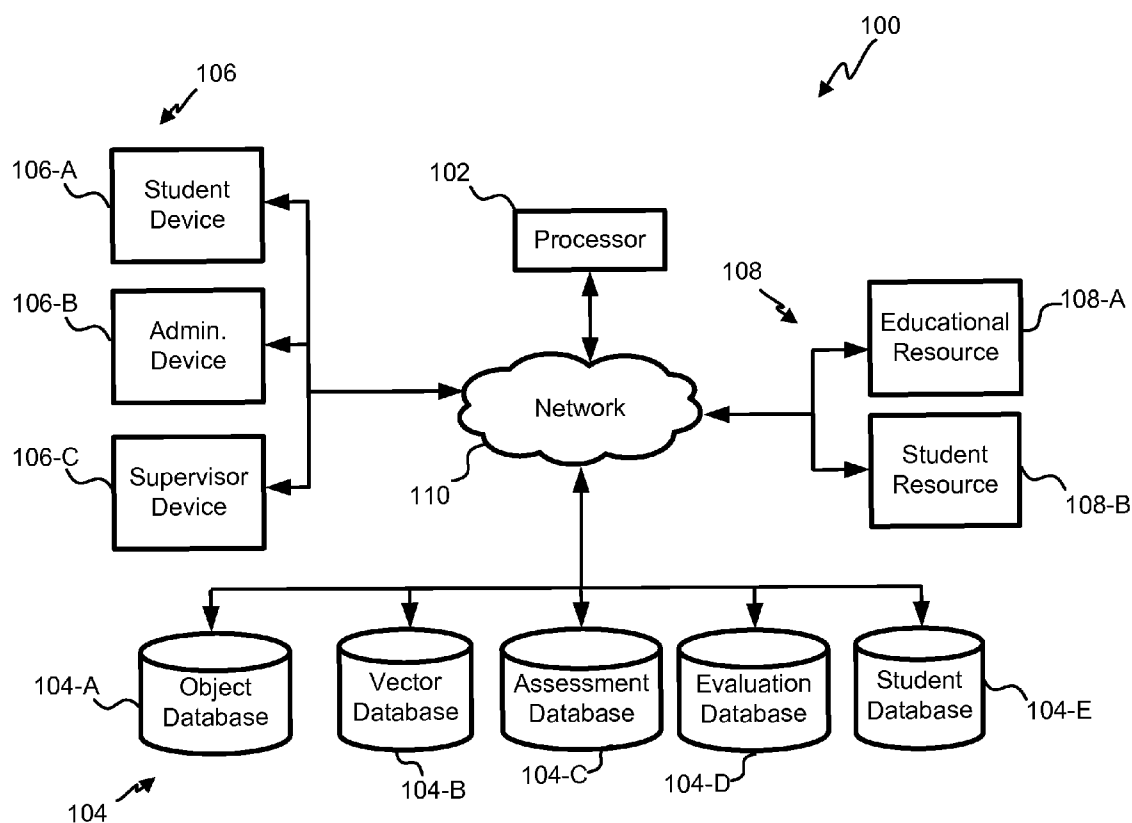 100
106
106-A
Student
Device
102
Processor
106-B
Admin.
Device
108
Educational
Resource
108-A
Network
106-C
Supervisor
Device
110
Student
Resource
108-B
104-A
Object
Database
Vector
Database
Assessment
Database
Evaluation
Database
Student
Database
104-E
104-B
104-C
104-D
104